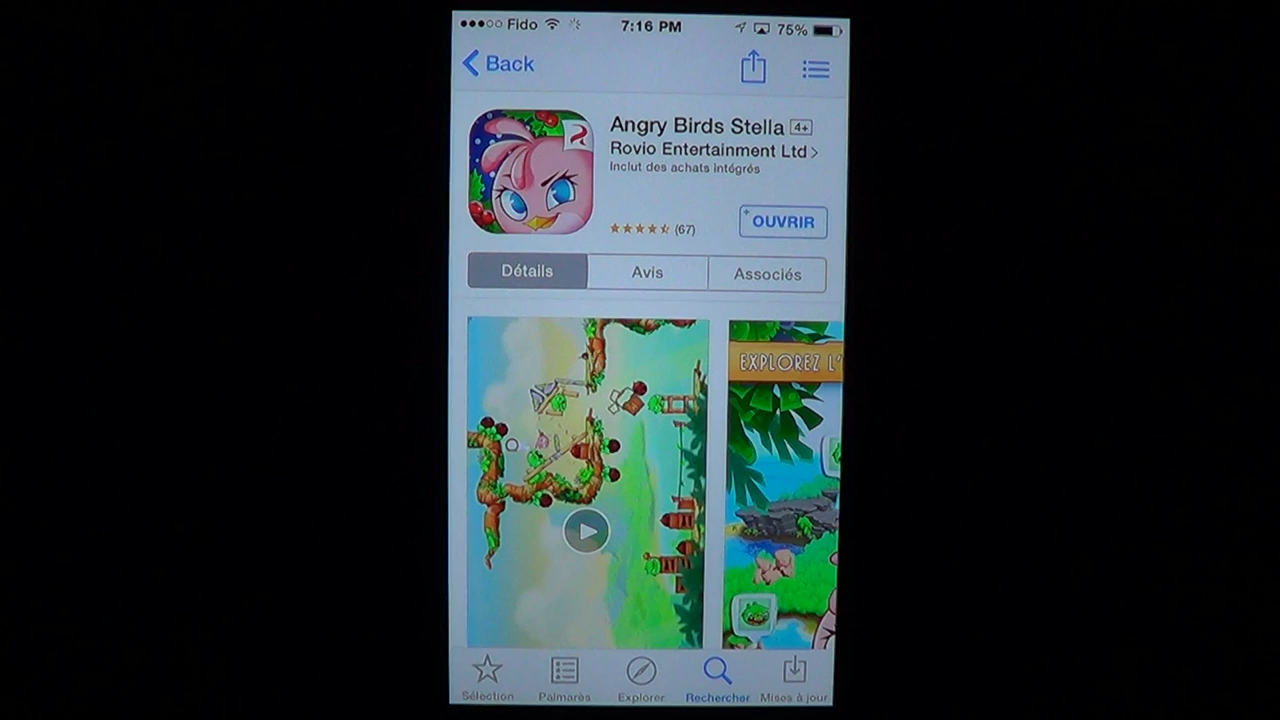 Fido 7:16 PM 75%
Back
Angry Birds Stella 4+
Rovio Entertainment Ltd >
Inclut des achats intégrés
(67) + OUVRIR
Détails Avis Associés
EXPLOREZ L'
Sélection Palmarès Explorer Rechercher Mises à jour